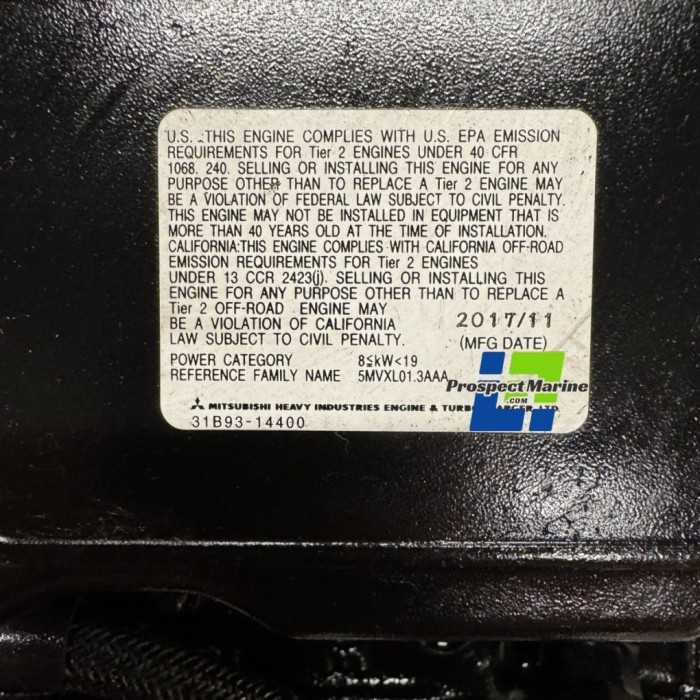 U.S. :THIS ENGINE COMPLIES WITH U.S. EPA EMISSION
REQUIREMENTS FOR Tier 2 ENGINES UNDER 40 CFR
1068. 240. SELLING OR INSTALLING THIS ENGINE FOR ANY
PURPOSE OTHER THAN TO REPLACE A Tier 2 ENGINE MAY
BE A VIOLATION OF FEDERAL LAW SUBJECT TO CIVIL PENALTY.
THIS ENGINE MAY NOT BE INSTALLED IN EQUIPMENT THAT IS
MORE THAN 40 YEARS OLD AT THE TIME OF INSTALLATION.
CALIFORNIA:THIS ENGINE COMPLIES WITH CALIFORNIA OFF-ROAD
EMISSION REQUIREMENTS FOR Tier 2 ENGINES
UNDER 13 CCR 2423(j). SELLING OR INSTALLING THIS
ENGINE FOR ANY PURPOSE OTHER THAN TO REPLACE A
Tier 2 OFF-ROAD ENGINE MAY
BE A VIOLATION OF CALIFORNIA 2017/11
LAW SUBJECT TO CIVIL PENALTY. (MFG DATE)
POWER CATEGORY 8≦kW<19
REFERENCE FAMILY NAME 5MVXL01.3AAA
ProspectMarine
.COM
MITSUBISHI HEAVY INDUSTRIES ENGINE & LTD
31B93-14400